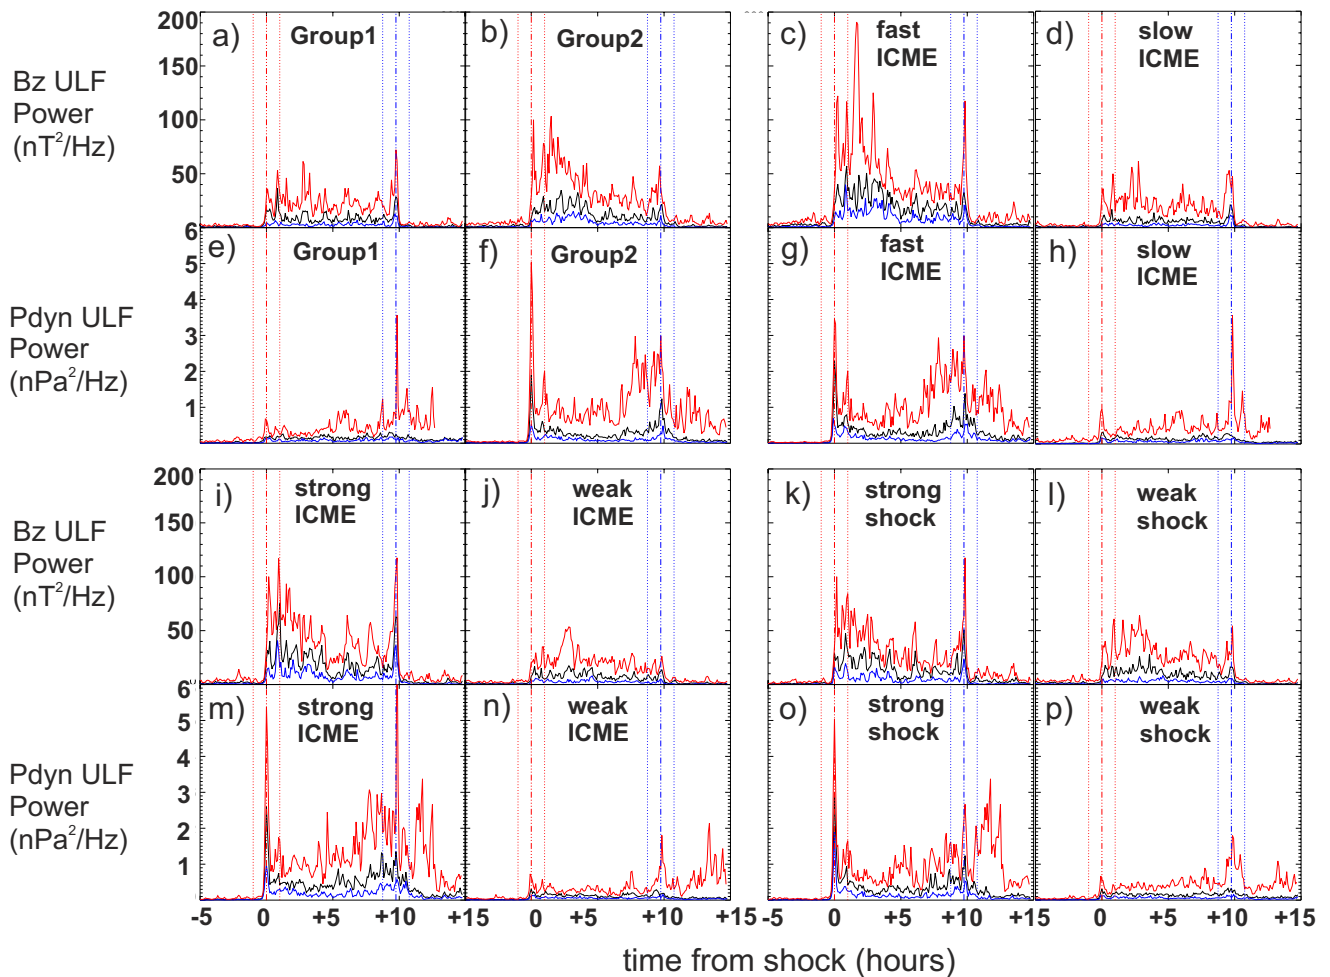 200
150
100
50
Bz ULF
Power
(nT²/Hz)
a)
Group1
b)
Group2
c)
fast
ICME
d)
slow
ICME
6
5
4
3
2
1
Pdyn ULF
Power
(nPa²/Hz)
e)
Group1
f)
Group2
g)
fast
ICME
h)
slow
ICME
200
150
100
50
Bz ULF
Power
(nT²/Hz)
i)
strong
ICME
j)
weak
ICME
k)
strong
shock
l)
weak
shock
6
5
4
3
2
1
Pdyn ULF
Power
(nPa²/Hz)
m)
strong
ICME
n)
weak
ICME
o)
strong
shock
p)
weak
shock
-5 0 +5 +10 +15 0 +5 +10 +15
-5 0 +5 +10 +15 0 +5 +10 +15
time from shock (hours)